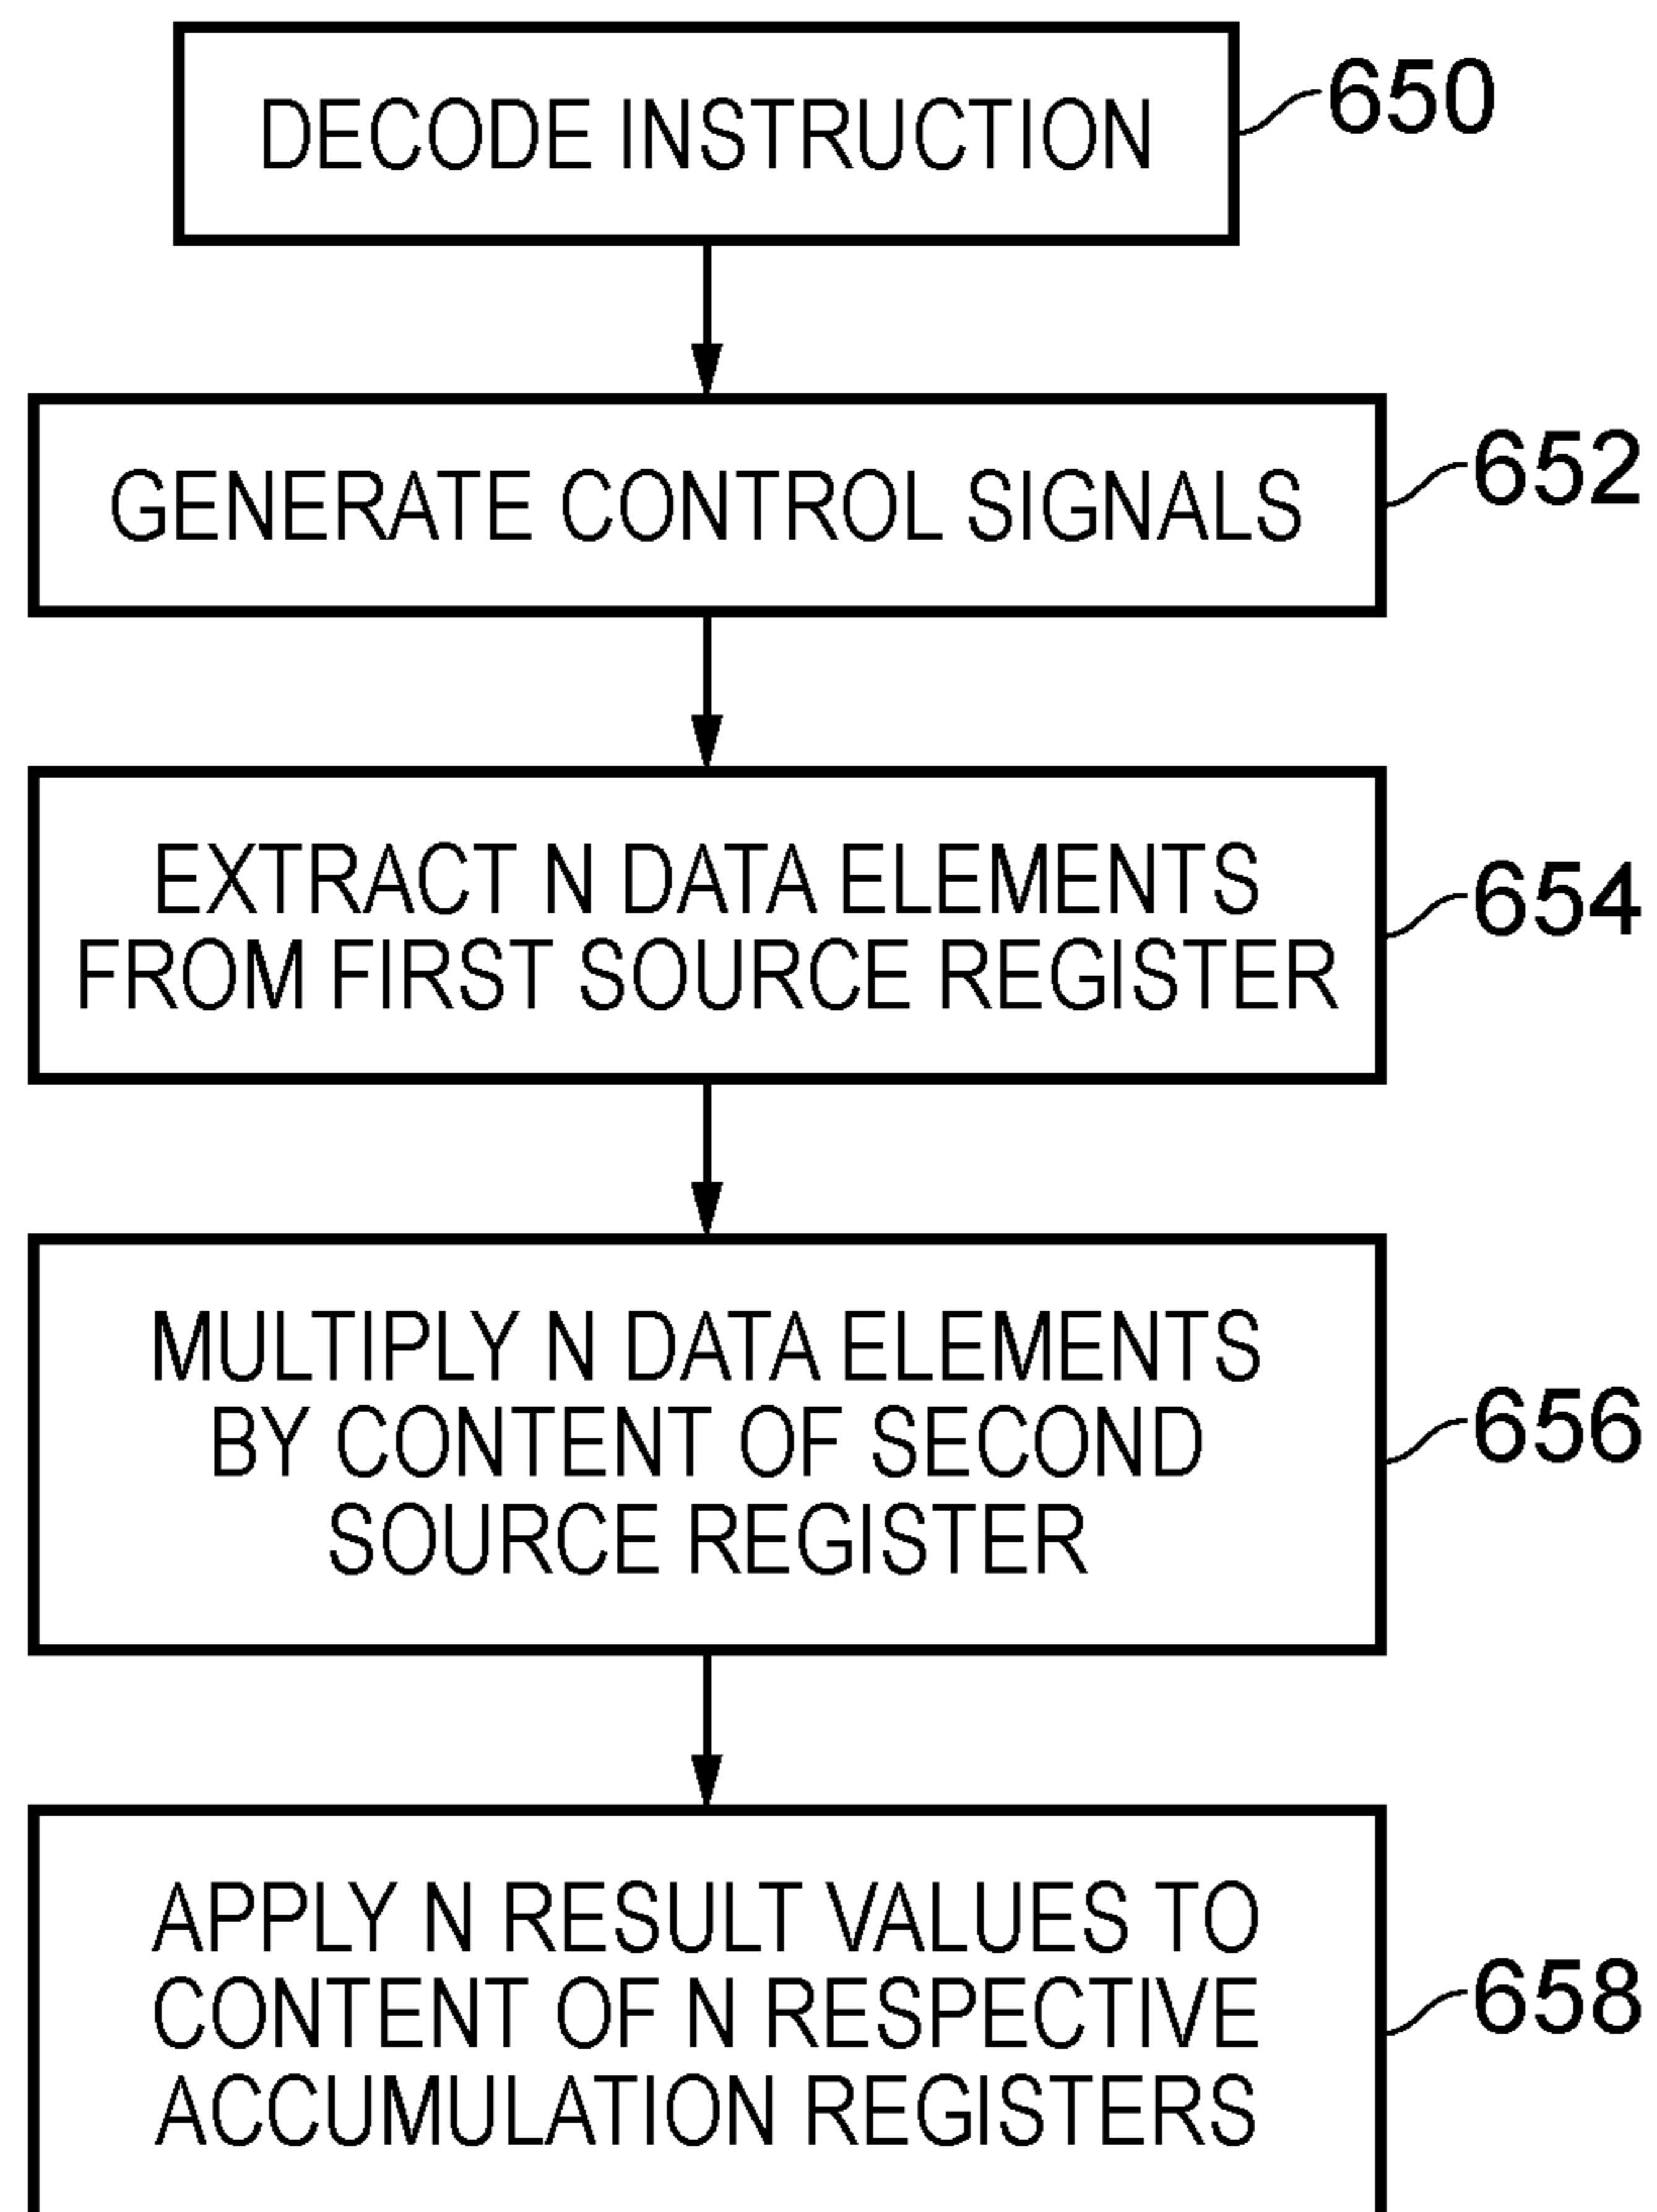 DECODE INSTRUCTION
650
GENERATE CONTROL SIGNALS
652
EXTRACT N DATA ELEMENTS
FROM FIRST SOURCE REGISTER
654
MULTIPLY N DATA ELEMENTS
BY CONTENT OF SECOND
SOURCE REGISTER
656
APPLY N RESULT VALUES TO
CONTENT OF N RESPECTIVE
ACCUMULATION REGISTERS
658